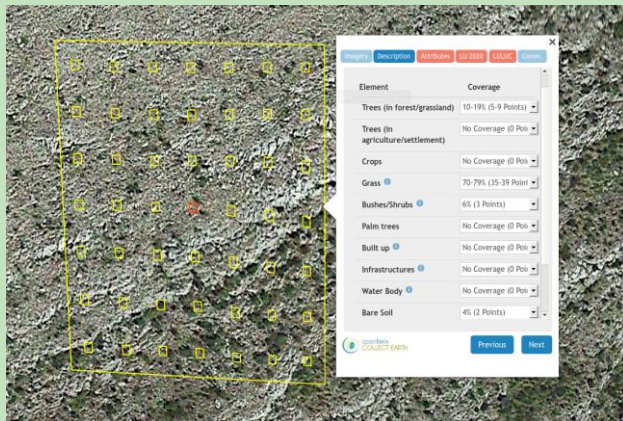 ×
Imagery Description Attributes LU 2020 LULUC Comm.
Element Coverage
Trees (in forest/grassland) 10-19% (5-9 Points)
Trees (in
agriculture/settlement) No Coverage (0 Poi
Crops No Coverage (0 Poi
Grass 70-79% (35-39 Point
Bushes/Shrubs 6% (3 Points)
Palm trees No Coverage (0 Poi
Built up No Coverage (0 Poi
Infrastructures No Coverage (0 Poi
Water Body No Coverage (0 Poi
Bare Soil 4% (2 Points)
openforis
COLLECT EARTH Previous Next